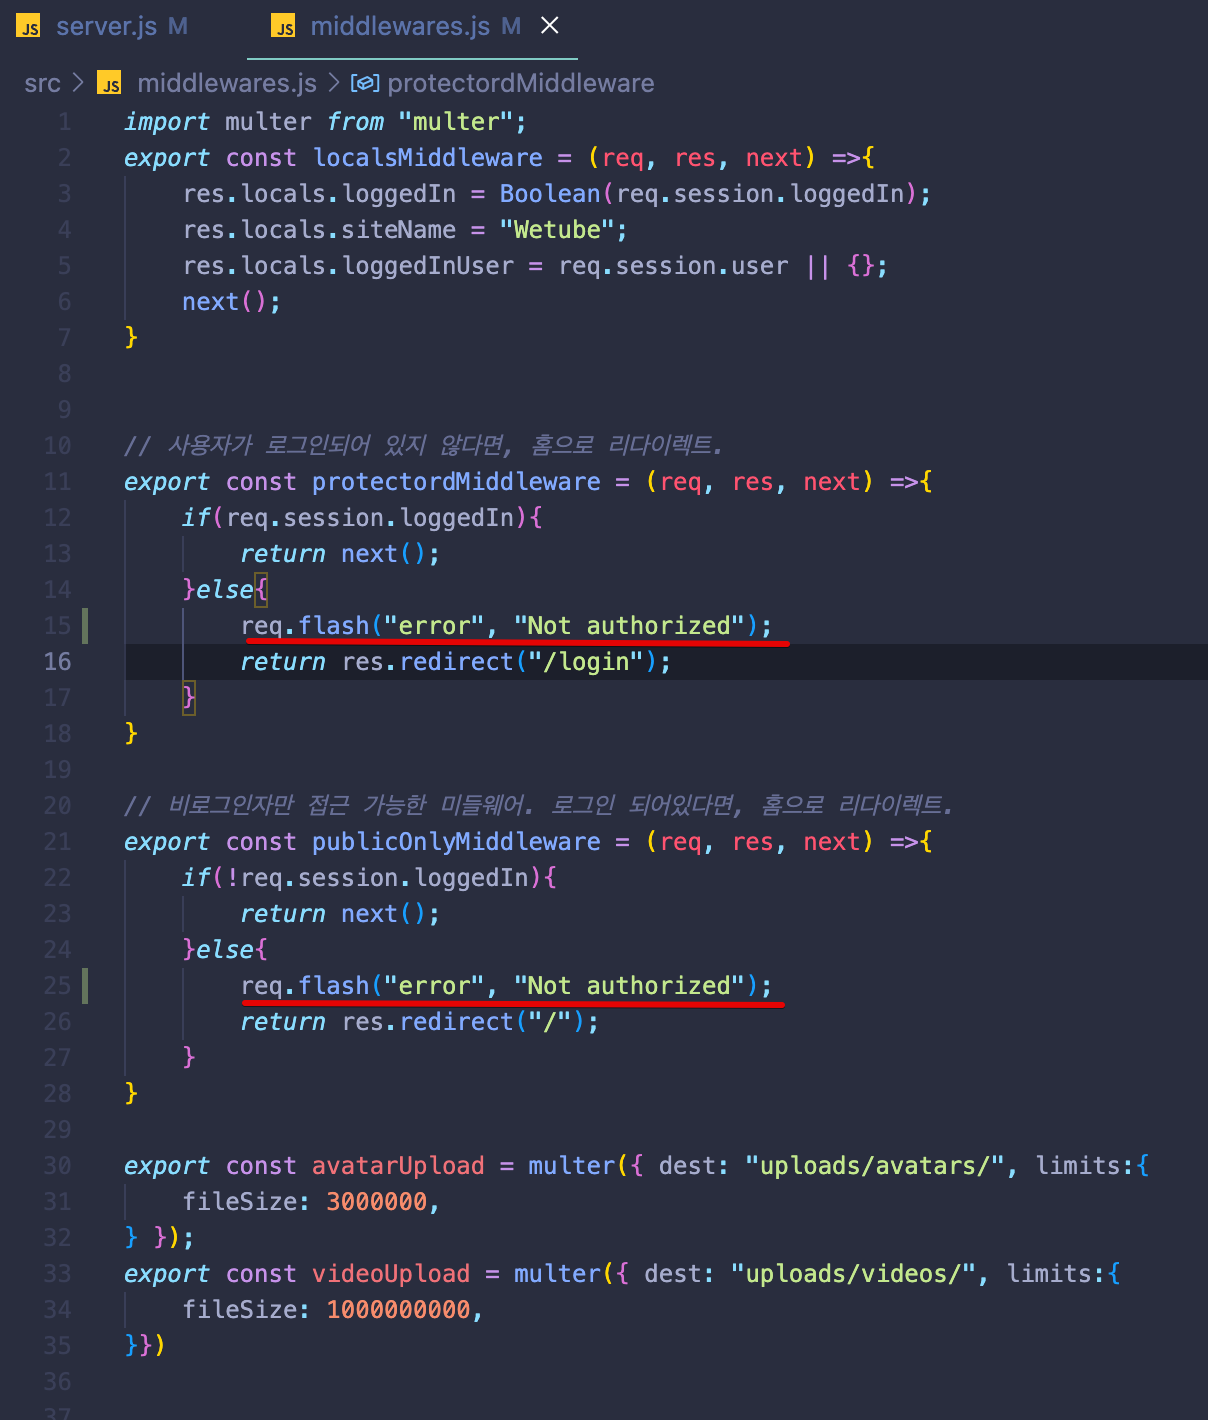 JS server.js M JS middlewares.js M
src > JS middlewares.js > protectordMiddleware
1 import multer from "multer";
2 export const localsMiddleware = (req, res, next) =>{
3 res.locals.loggedIn = Boolean(req.session.loggedIn);
4 res.locals.siteName = "Wetube";
5 res.locals.loggedInUser = req.session.user || {};
6 next();
7 }
8
9
10 // 사용자가 로그인되어 있지 않다면, 홈으로 리다이렉트.
11 export const protectordMiddleware = (req, res, next) =>{
12 if(req.session.loggedIn){
13 return next();
14 }else{
15 req.flash("error", "Not authorized");
16 return res.redirect("/login");
17 }
18 }
19
20 // 비로그인자만 접근 가능한 미들웨어. 로그인 되어있다면, 홈으로 리다이렉트.
21 export const publicOnlyMiddleware = (req, res, next) =>{
22 if(!req.session.loggedIn){
23 return next();
24 }else{
25 req.flash("error", "Not authorized");
26 return res.redirect("/");
27 }
28 }
29
30 export const avatarUpload = multer({ dest: "uploads/avatars/", limits:{
31 fileSize: 3000000,
32 } });
33 export const videoUpload = multer({ dest: "uploads/videos/", limits:{
34 fileSize: 1000000000,
35 }})
36
37